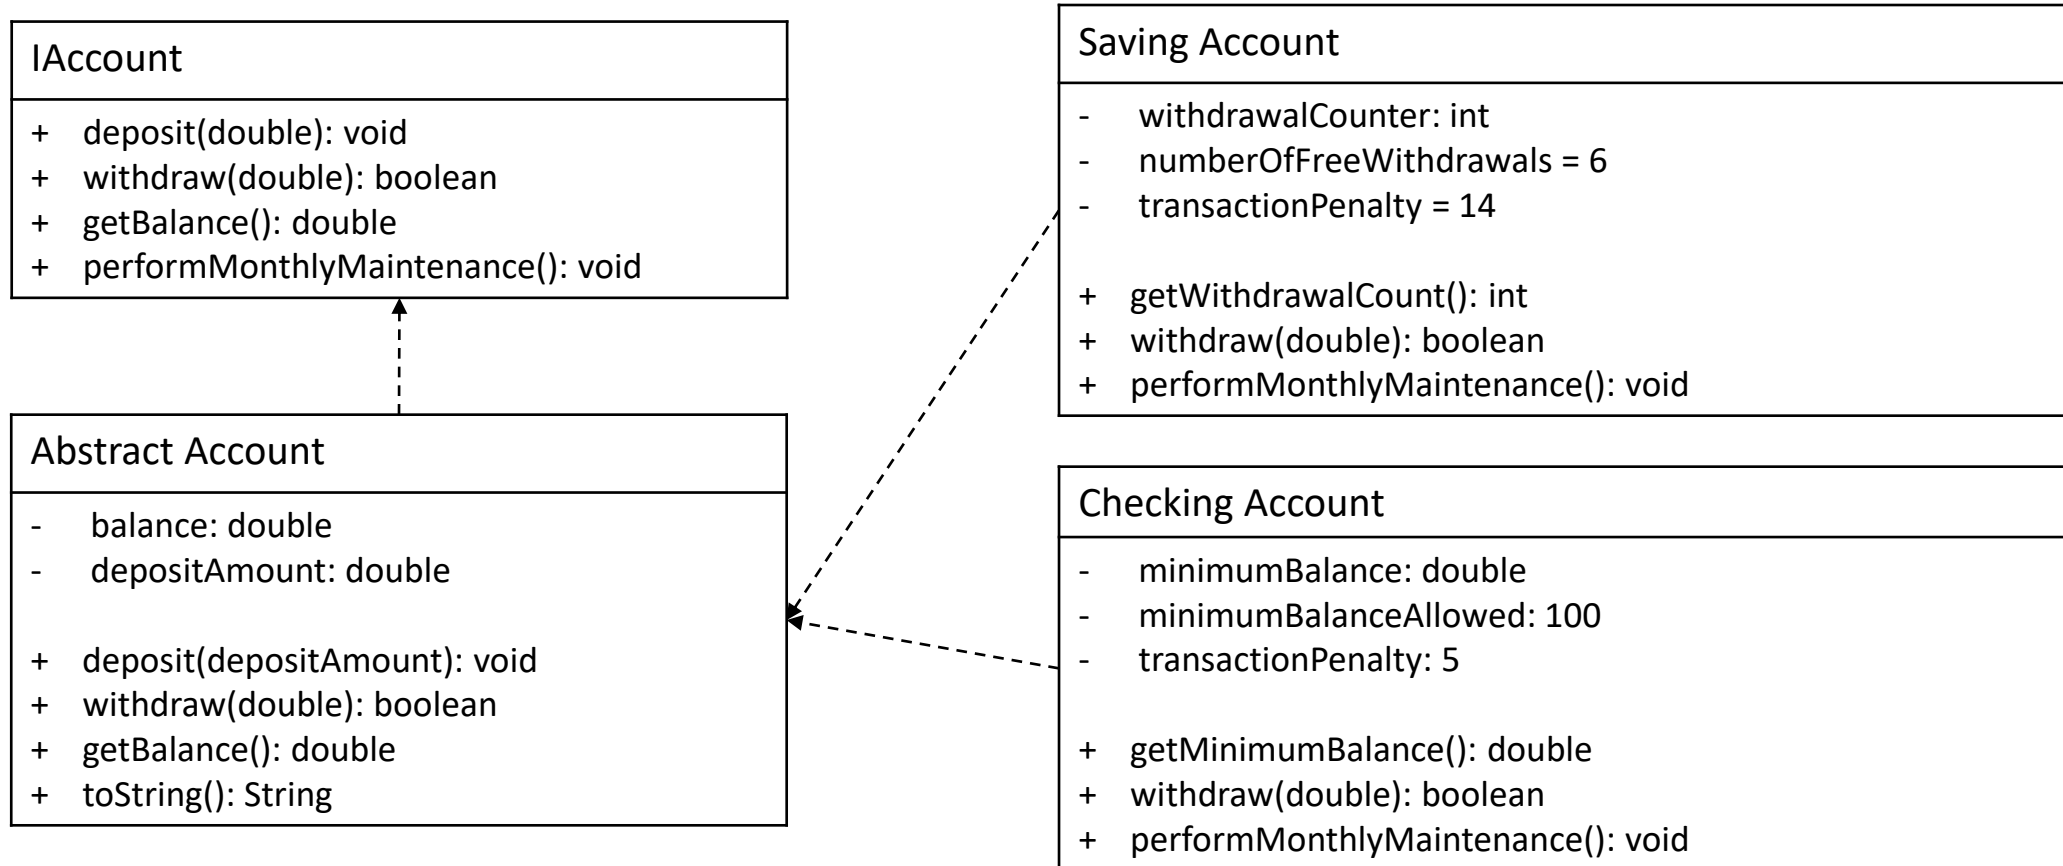 IAccount
+ deposit(double): void
+ withdraw(double): boolean
+ getBalance(): double
+ performMonthlyMaintenance(): void
Abstract Account
- balance: double
- depositAmount: double
+ deposit(depositAmount): void
+ withdraw(double): boolean
+ getBalance(): double
+ toString(): String
Saving Account
- withdrawalCounter: int
- numberOfFreeWithdrawals = 6
- transactionPenalty = 14
+ getWithdrawalCount(): int
+ withdraw(double): boolean
+ performMonthlyMaintenance(): void
Checking Account
- minimumBalance: double
- minimumBalanceAllowed: 100
- transactionPenalty: 5
+ getMinimumBalance(): double
+ withdraw(double): boolean
+ performMonthlyMaintenance(): void